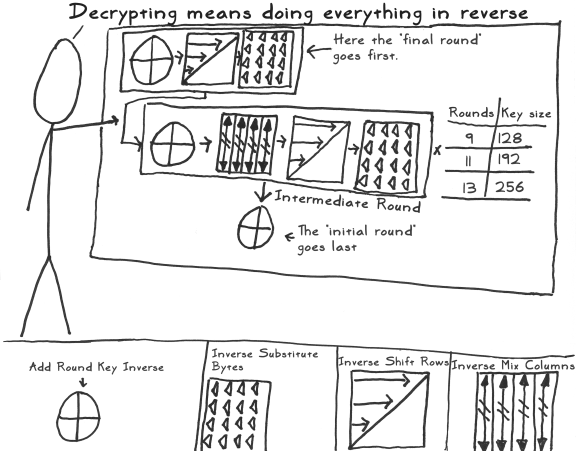 Decrypting means doing everything in reverse
Here the 'final round'
goes first.
Rounds Key size
9 128
11 192
13 256
x
Intermediate Round
The 'initial round'
goes last
Add Round Key Inverse
Inverse Substitute
Bytes
Inverse Shift Rows
Inverse Mix Columns